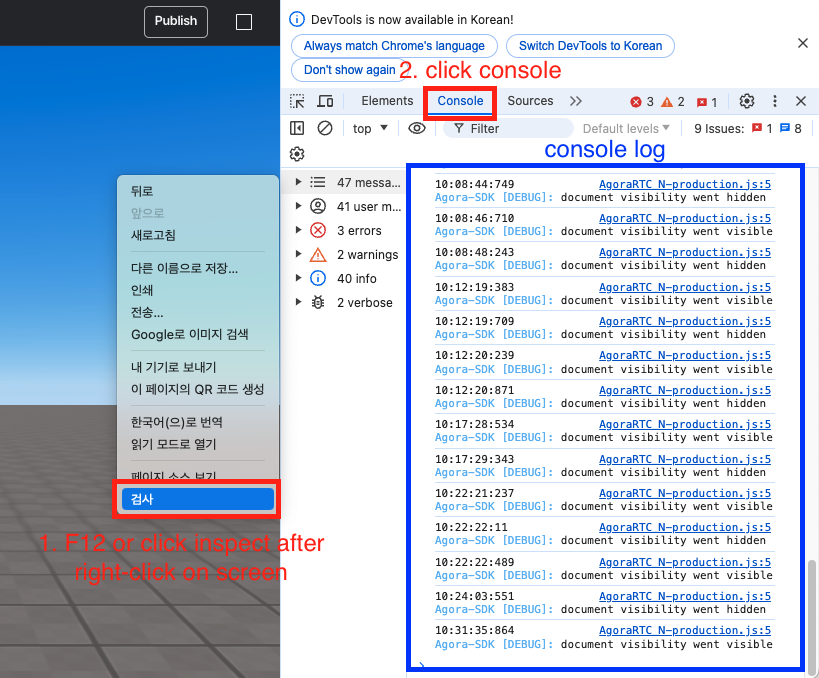 Publish
DevTools is now available in Korean!
Always match Chrome's language
Switch DevTools to Korean
Don't show again
2. click console
Elements
Console
Sources
3
2
1
top
Filter
Default levels
9 Issues:
1
8
console log
뒤로
앞으로
새로고침
다른 이름으로 저장...
인쇄
전송...
Google로 이미지 검색
내 기기로 보내기
이 페이지의 QR 코드 생성
한국어(으)로 번역
읽기 모드로 열기
페이지 소스 보기
검사
1. F12 or click inspect after
right-click on screen
47 messa...
41 user m...
3 errors
2 warnings
40 info
2 verbose
10:08:44:749 AgoraRTC N-production.js:5
Agora-SDK [DEBUG]: document visibility went hidden
10:08:46:710 AgoraRTC N-production.js:5
Agora-SDK [DEBUG]: document visibility went visible
10:08:48:243 AgoraRTC N-production.js:5
Agora-SDK [DEBUG]: document visibility went hidden
10:12:19:383 AgoraRTC N-production.js:5
Agora-SDK [DEBUG]: document visibility went visible
10:12:19:709 AgoraRTC N-production.js:5
Agora-SDK [DEBUG]: document visibility went hidden
10:12:20:239 AgoraRTC N-production.js:5
Agora-SDK [DEBUG]: document visibility went visible
10:12:20:871 AgoraRTC N-production.js:5
Agora-SDK [DEBUG]: document visibility went hidden
10:17:28:534 AgoraRTC N-production.js:5
Agora-SDK [DEBUG]: document visibility went visible
10:17:29:343 AgoraRTC N-production.js:5
Agora-SDK [DEBUG]: document visibility went hidden
10:22:21:237 AgoraRTC N-production.js:5
Agora-SDK [DEBUG]: document visibility went visible
10:22:22:11 AgoraRTC N-production.js:5
Agora-SDK [DEBUG]: document visibility went hidden
10:22:22:489 AgoraRTC N-production.js:5
Agora-SDK [DEBUG]: document visibility went visible
10:24:03:551 AgoraRTC N-production.js:5
Agora-SDK [DEBUG]: document visibility went hidden
10:31:35:864 AgoraRTC N-production.js:5
Agora-SDK [DEBUG]: document visibility went visible